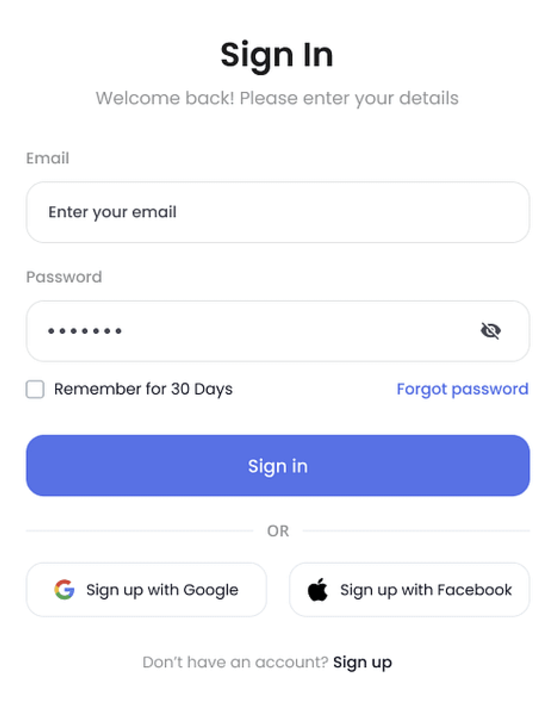 Sign In
Welcome back! Please enter your details
Email
Enter your email
Password
•••••••
Remember for 30 Days
Forgot password
Sign in
OR
Sign up with Google
Sign up with Facebook
Don’t have an account? Sign up